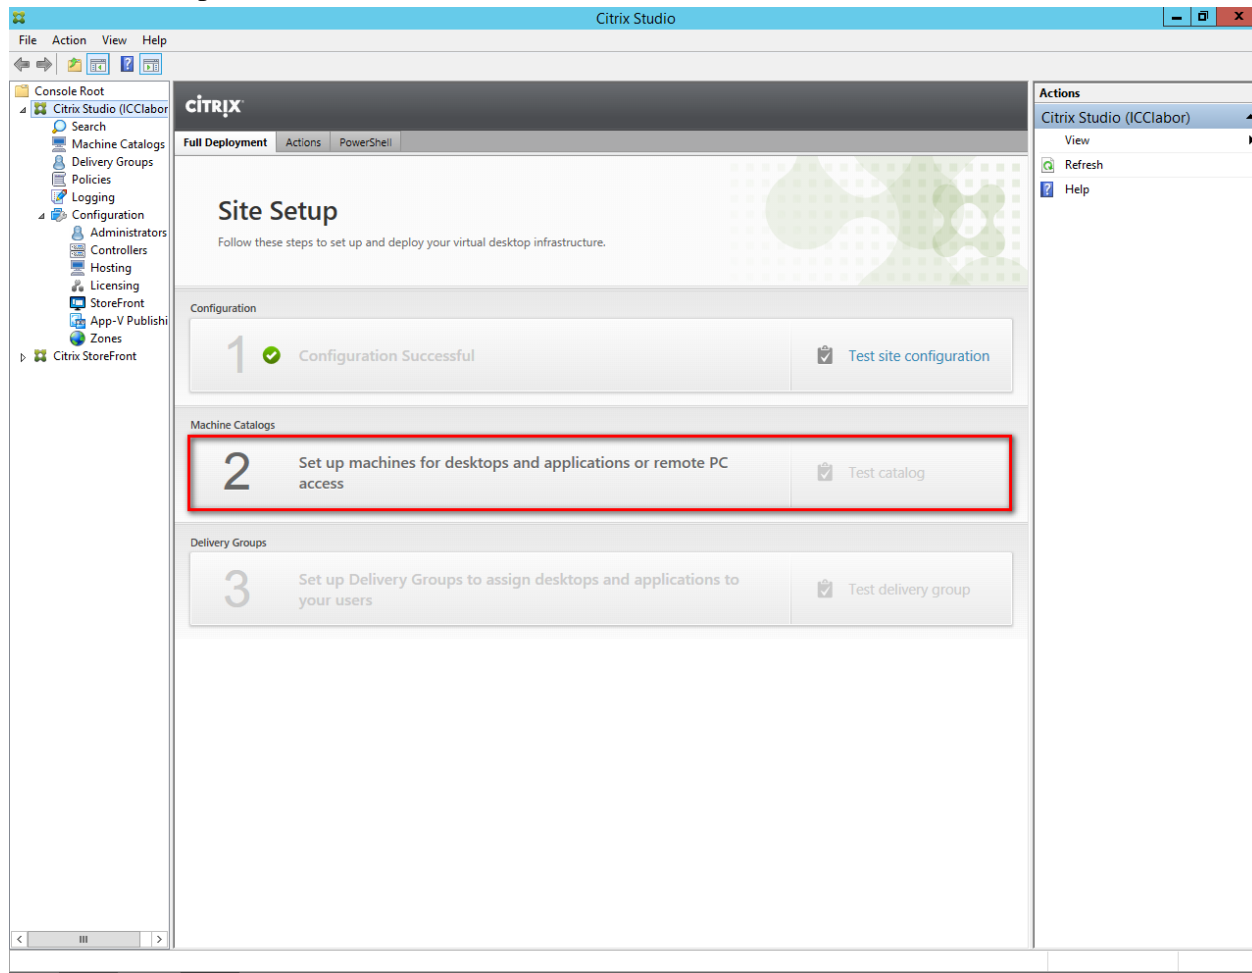 Citrix Studio
File Action View Help
Console Root
Citrix Studio (ICClabor
Search
Machine Catalogs
Delivery Groups
Policies
Logging
Configuration
Administrators
Controllers
Hosting
Licensing
StoreFront
App-V Publishi
Zones
Citrix StoreFront
CİTRIX
Full Deployment Actions PowerShell
Site Setup
Follow these steps to set up and deploy your virtual desktop infrastructure.
Configuration
1 Configuration Successful Test site configuration
Machine Catalogs
2 Set up machines for desktops and applications or remote PC
access
Test catalog
Delivery Groups
3 Set up Delivery Groups to assign desktops and applications to
your users
Test delivery group
Actions
Citrix Studio (ICClabor)
View
Refresh
Help